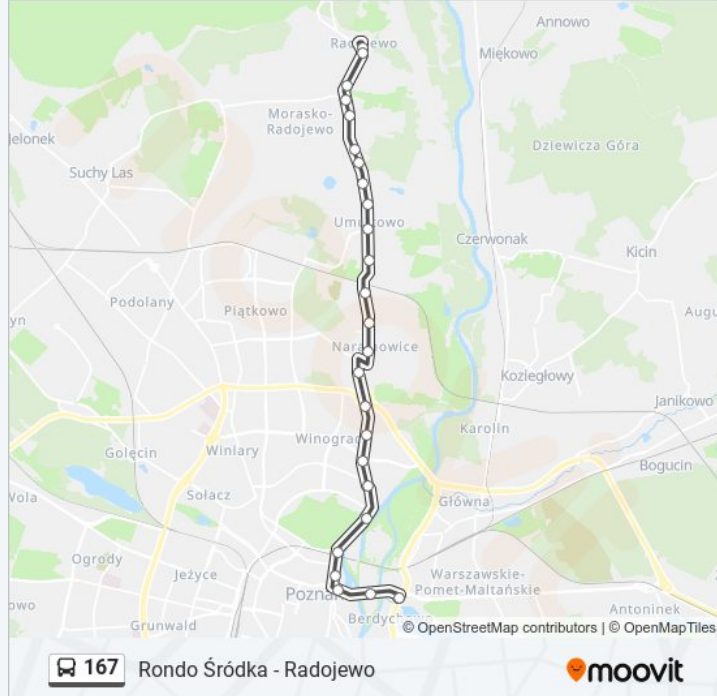 Annowo
Radojewo
Miękowo
Morasko-
Radojewo
Jelonek
Dziewicza Góra
Suchy Las
Umultowo
Czerwonak
Kicin
Podolany
Piątkowo
Naramowice
Koziegłowy
Janikowo
Karolin
Winogrady
Golęcin
Winiary
Bogucin
Sołacz
Główna
Ogrody
Jeżyce
Warszawskie-
Pomet-Maltańskie
Poznań
Antoninek
Berdychowo
Grunwald
© OpenStreetMap contributors | © OpenMapTiles
167 Rondo Śródka - Radojewo
moovit